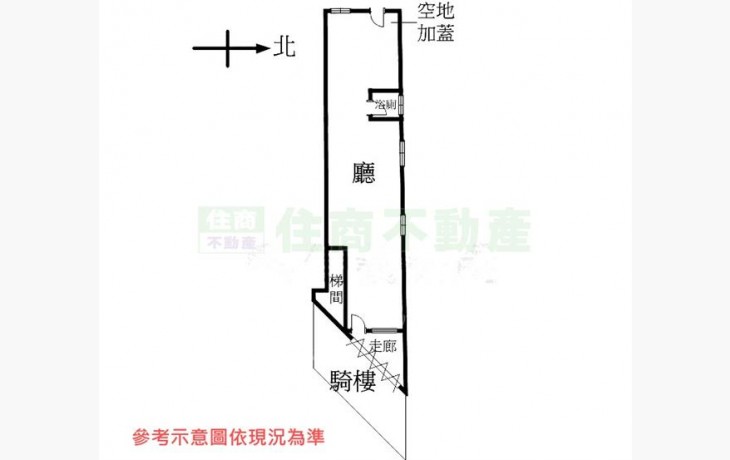 空地
加蓋
北
浴廁
廳
住商
不動產
住商不動產
梯
間
走廊
騎樓
參考示意圖依現況為準